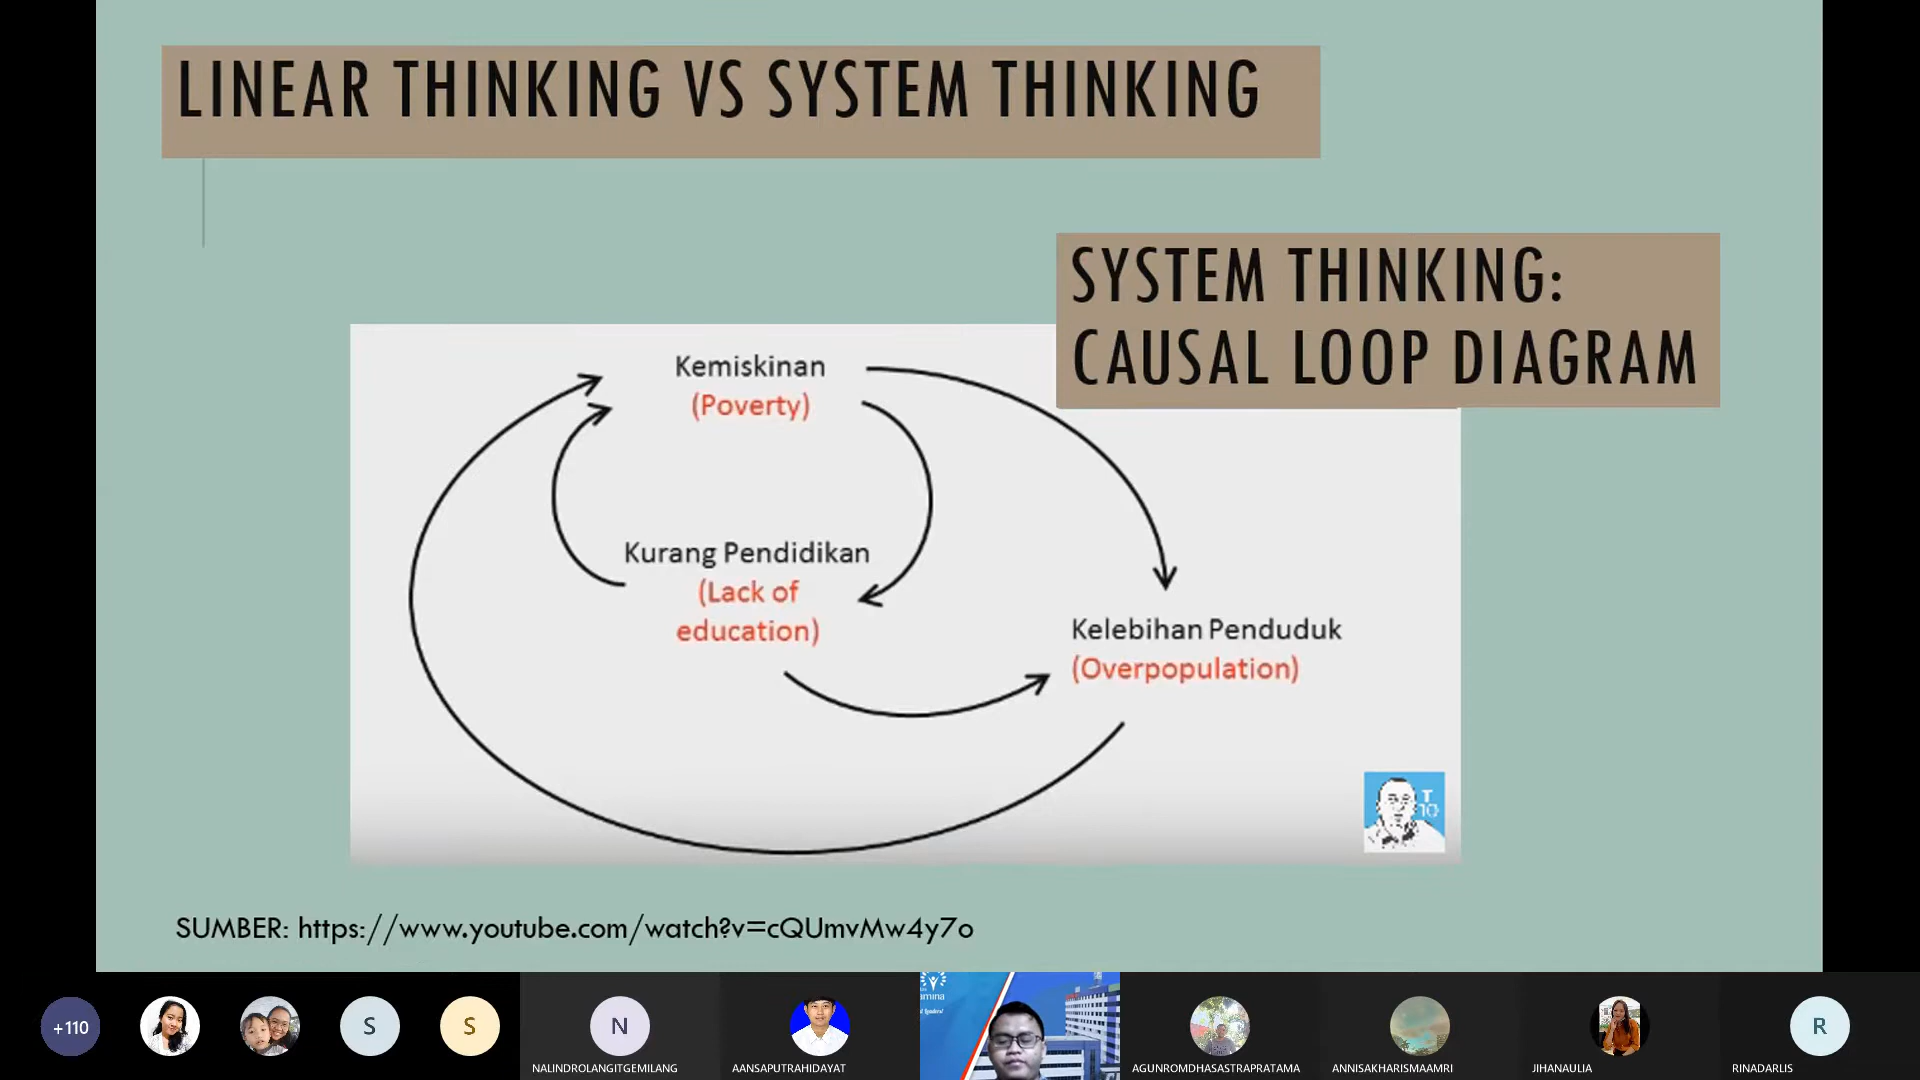 LINEAR THINKING VS SYSTEM THINKING
SYSTEM THINKING:
CAUSAL LOOP DIAGRAM
Kemiskinan
(Poverty)
Kurang Pendidikan
(Lack of
education)
Kelebihan Penduduk
(Overpopulation)
T
10
SUMBER: https://www.youtube.com/watch?v=cQUmvMw4y7o
+110
S
S
N
R
NALINDROLANGITGEMILANG
AANSAPUTRAHIDAYAT
AGUNROMDHASASTRAPRATAMA
ANNISAKHARISMAAMRI
JIHANAULIA
RINADARLIS